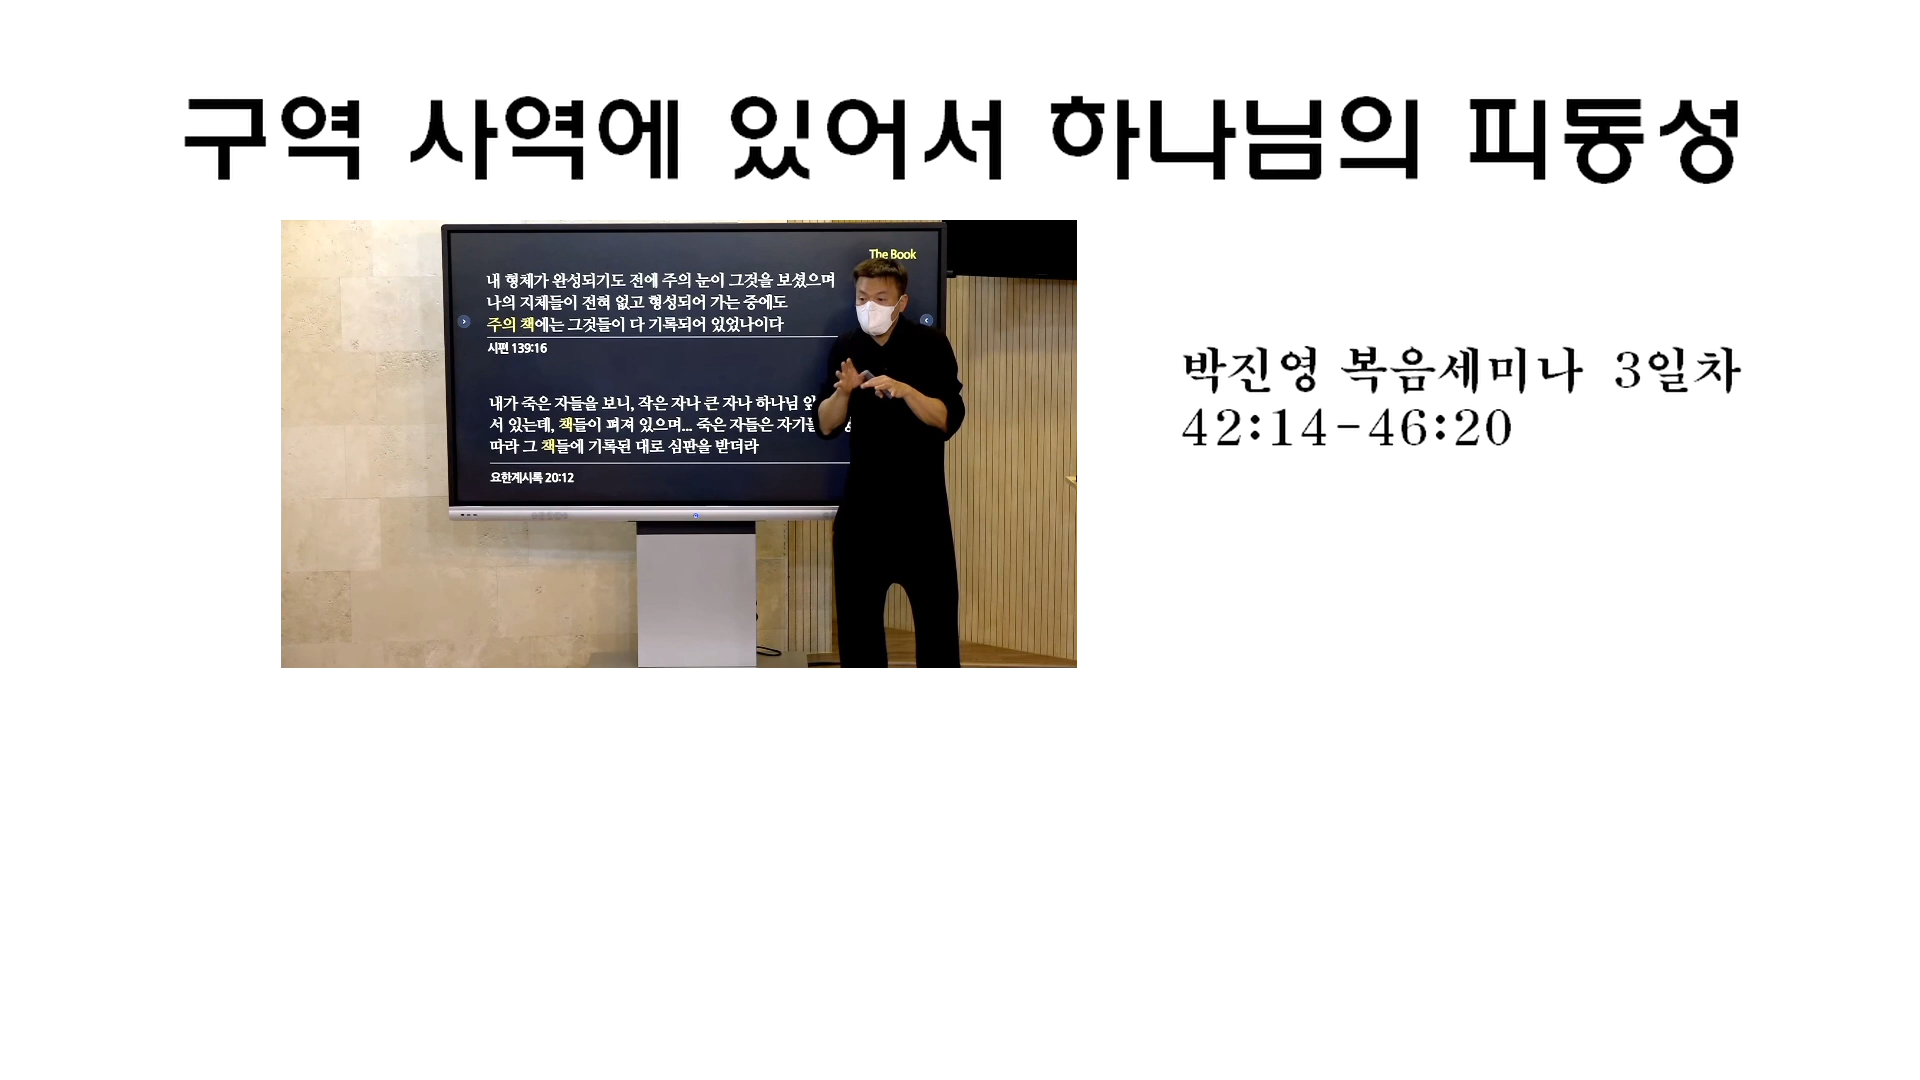 구역 사역에 있어서 하나님의 피동성
The Book
내 형체가 완성되기도 전에 주의 눈이 그것을 보셨으며
나의 지체들이 전혀 없고 형성되어 가는 중에도
주의 책에는 그것들이 다 기록되어 있었나이다
시편 139:16
내가 죽은 자들을 보니, 작은 자나 큰 자나 하나님
서 있는데, 책들이 펴져 있으며... 죽은 자들은
따라 그 책들에 기록된 대로 심판을 받더라
요한계시록 20:12
박진영 복음세미나 3일차
42:14-46:20